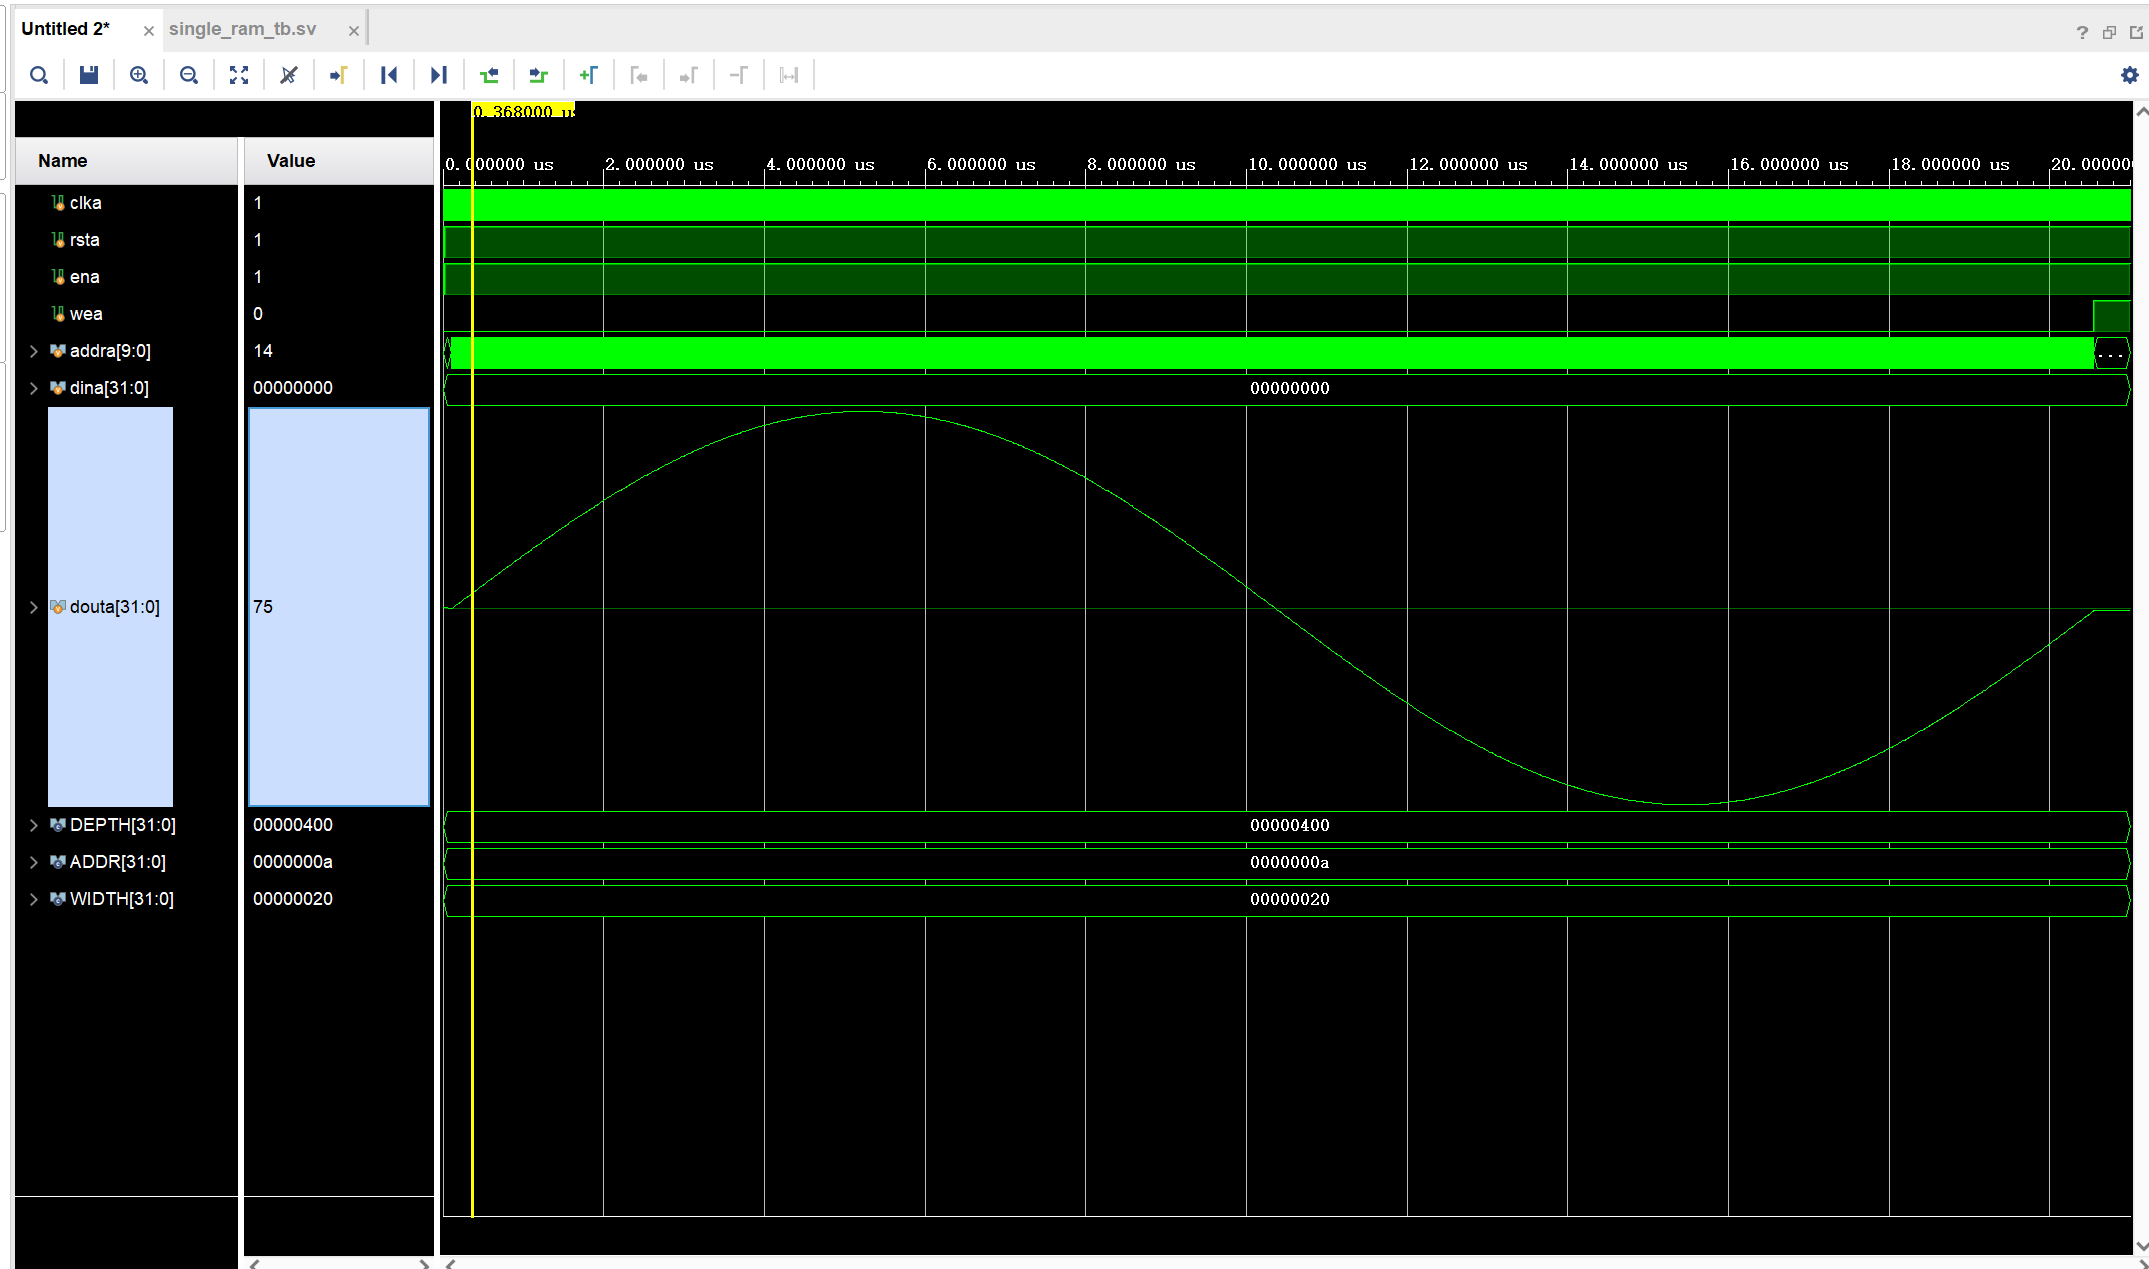 Untitled 2* × single_ram_tb.sv ×
?
0.368000 us
Name Value
0.000000 us 2.000000 us 4.000000 us 6.000000 us 8.000000 us 10.000000 us 12.000000 us 14.000000 us 16.000000 us 18.000000 us 20.00000
clka 1
rsta 1
ena 1
wea 0
addra[9:0] 14 ...
dina[31:0] 00000000 00000000
douta[31:0] 75
DEPTH[31:0] 00000400 00000400
ADDR[31:0] 0000000a 0000000a
WIDTH[31:0] 00000020 00000020